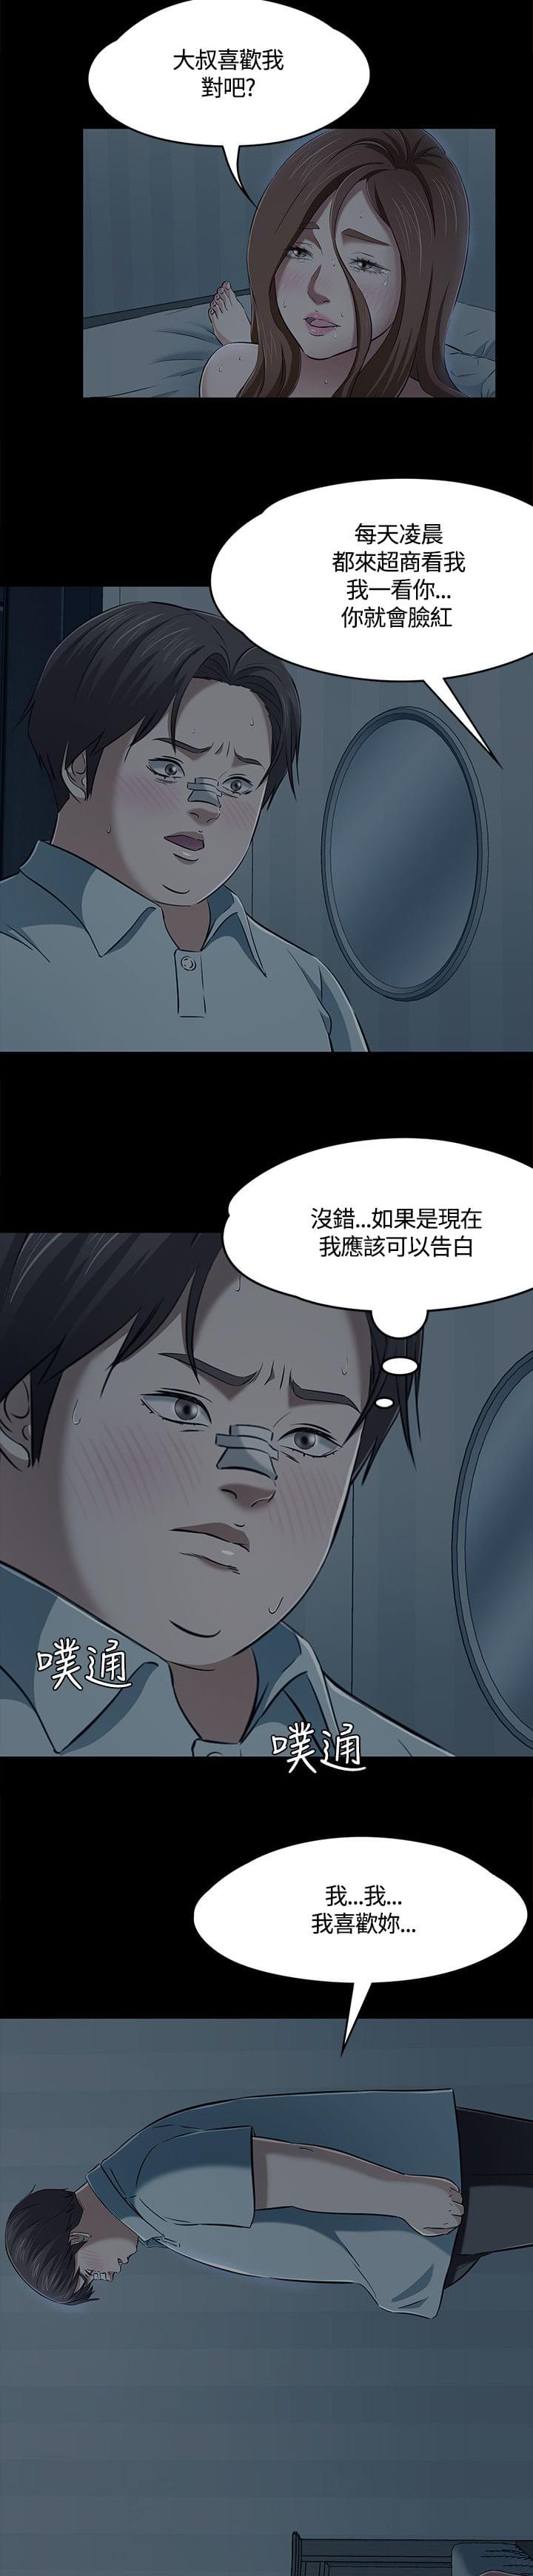 大叔喜歡我
對吧?
每天凌晨
都來超商看我
我一看你...
你就會臉紅
沒錯...如果是現在
我應該可以告白
噗通
噗通
我...我...
我喜歡妳...